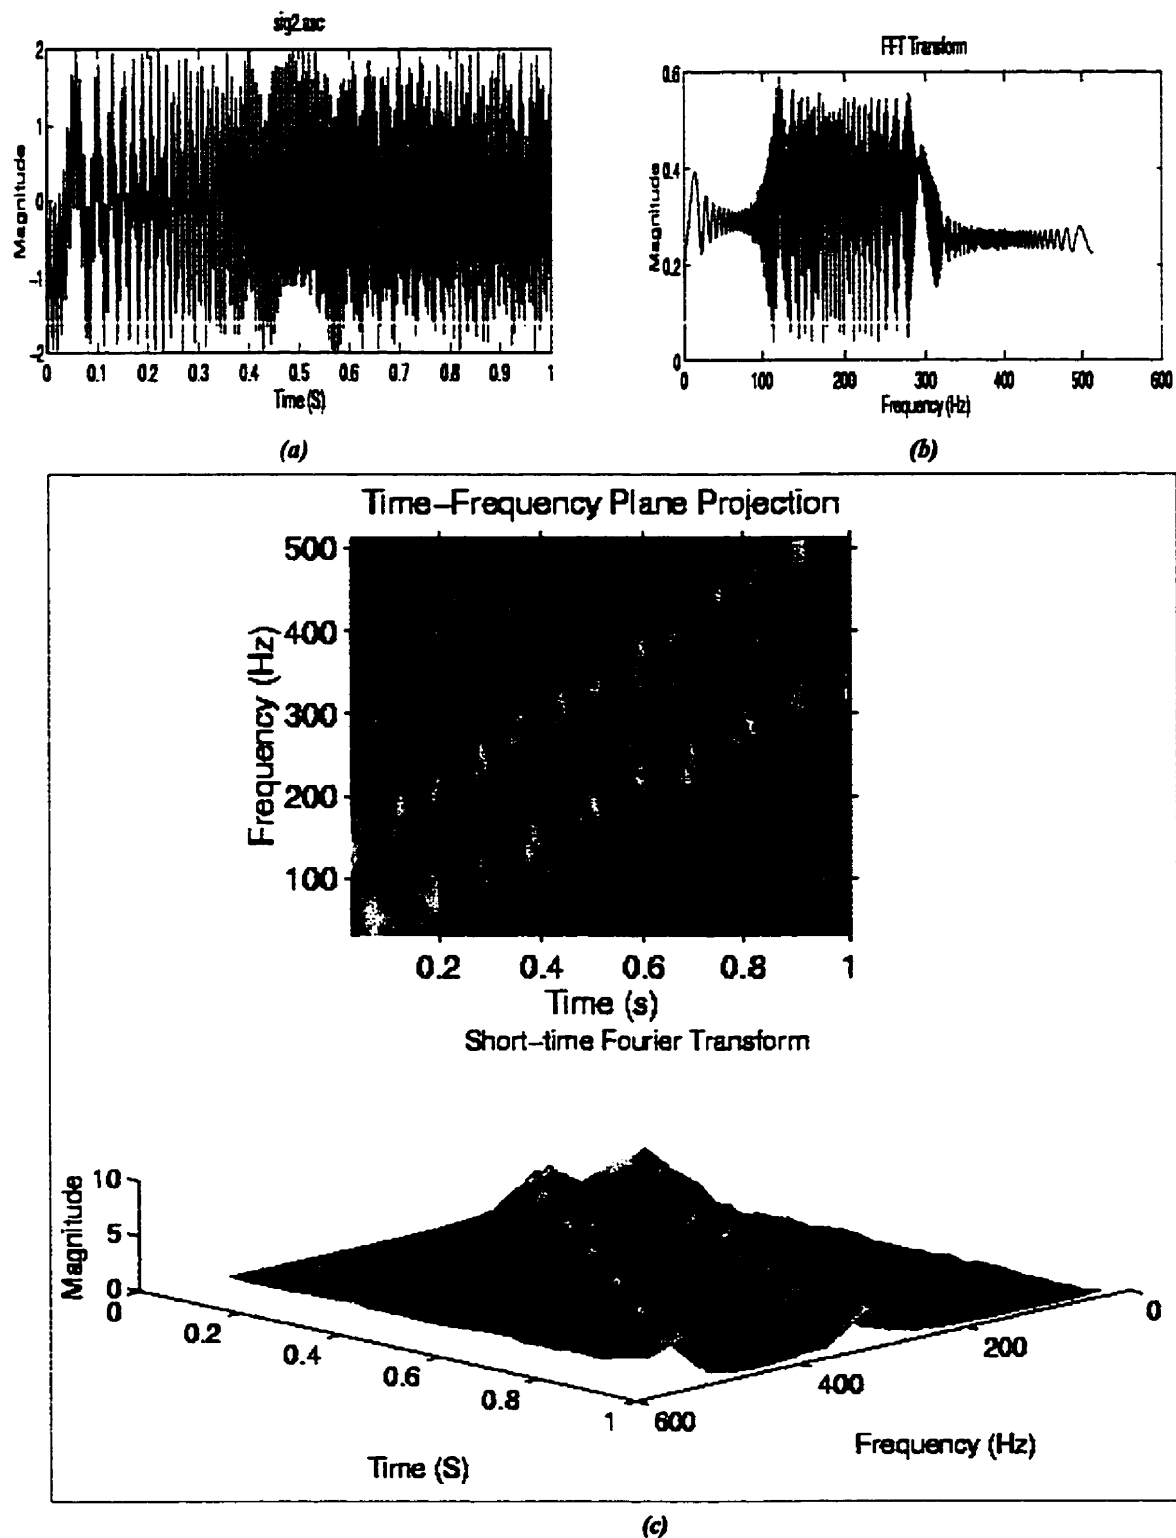 sig2.asc
2
1
0
-1
-2
Magnitude
0 0.1 0.2 0.3 0.4 0.5 0.6 0.7 0.8 0.9 1
Time (S)
(a)
FFT Transform
0.6
0.4
0.2
0
Magnitude
0 100 200 300 400 500 600
Frequency (Hz)
(b)
Time-Frequency Plane Projection
500
400
300
200
100
Frequency (Hz)
0.2 0.4 0.6 0.8 1
Time (s)
Short-time Fourier Transform
10
5
0
Magnitude
0 0.2 0.4 0.6 0.8 1
Time (S)
600 400 200 0
Frequency (Hz)
(c)